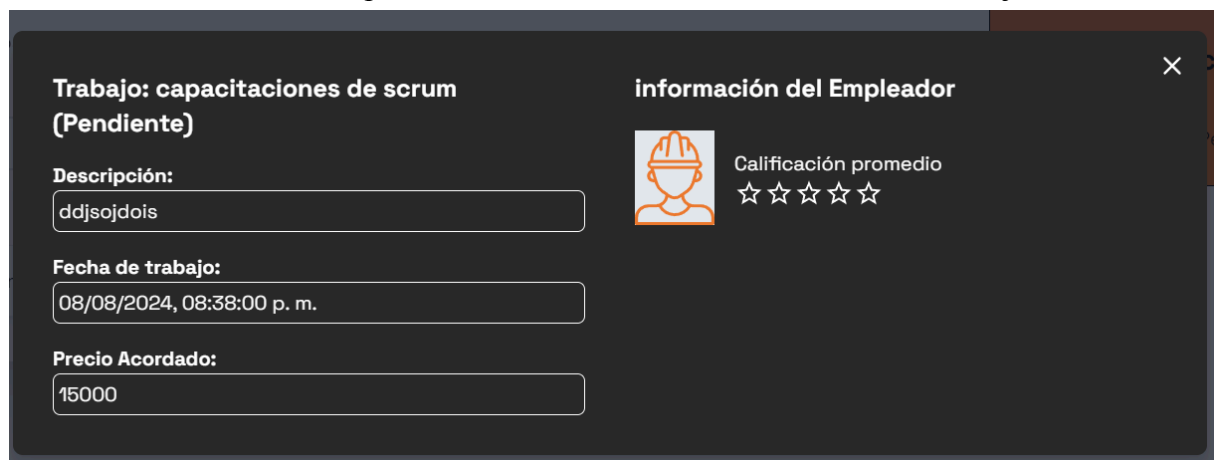 Trabajo: capacitaciones de scrum
(Pendiente)
Descripción:
ddjsojdois
Fecha de trabajo:
08/08/2024, 08:38:00 p. m.
Precio Acordado:
15000
información del Empleador
Calificación promedio